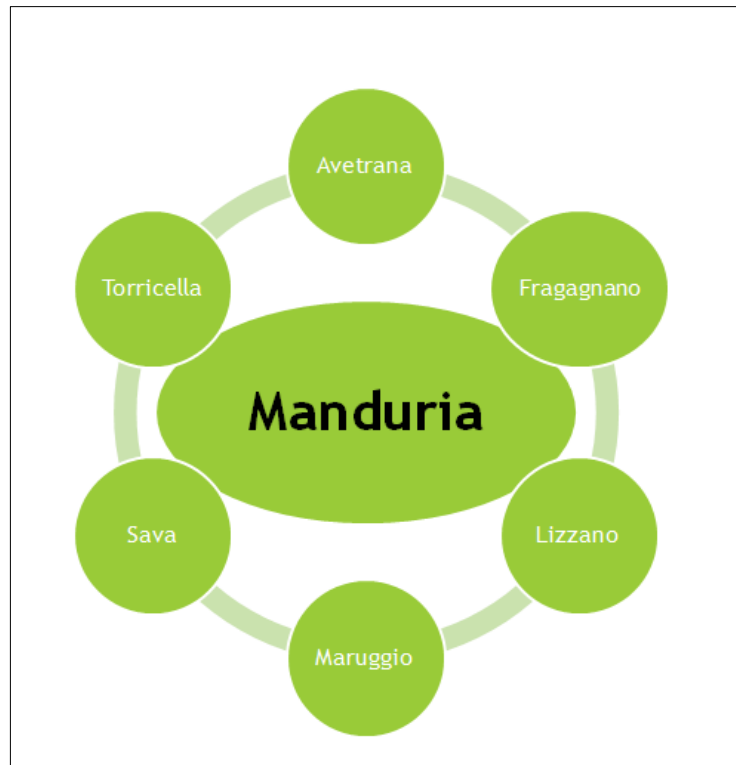 Avetrana
Torricella
Fragagnano
Manduria
Sava
Lizzano
Maruggio